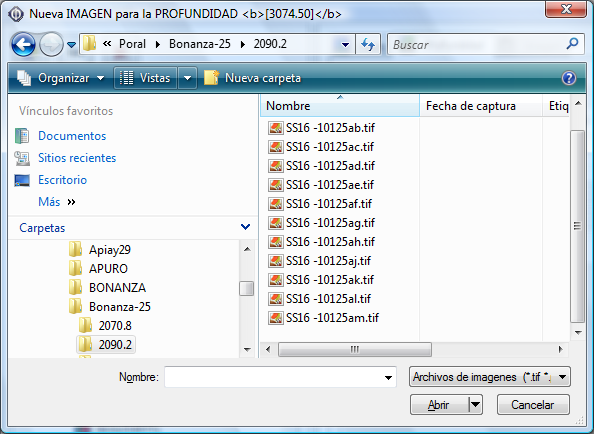 Nueva IMAGEN para la PROFUNDIDAD <b>[3074.50]</b>
« Poral Bonanza-25 2090.2
Buscar
Organizar Vistas Nueva carpeta
Vínculos favoritos
Documentos
Sitios recientes
Escritorio
Más »
Carpetas
Apiay29
APURO
BONANZA
Bonanza-25
2070.8
2090.2
Nombre Fecha de captura Etiq
SS16 -10125ab.tif
SS16 -10125ac.tif
SS16 -10125ad.tif
SS16 -10125ae.tif
SS16 -10125af.tif
SS16 -10125ag.tif
SS16 -10125ah.tif
SS16 -10125aj.tif
SS16 -10125ak.tif
SS16 -10125al.tif
SS16 -10125am.tif
Nombre:
Archivos de imagenes (*.tif *.
Abrir Cancelar